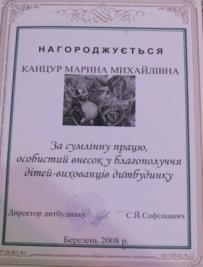 НАГОРОДЖУЄТЬСЯ
КАНЦУР МАРИНА МИХАЙЛІВНА
За сумлінну працю,
особистий внесок у благополуччя
дітей-вихованців дитбудинку
Директор дитбудинку С.Й.Софілканич
Березень 2008 р.